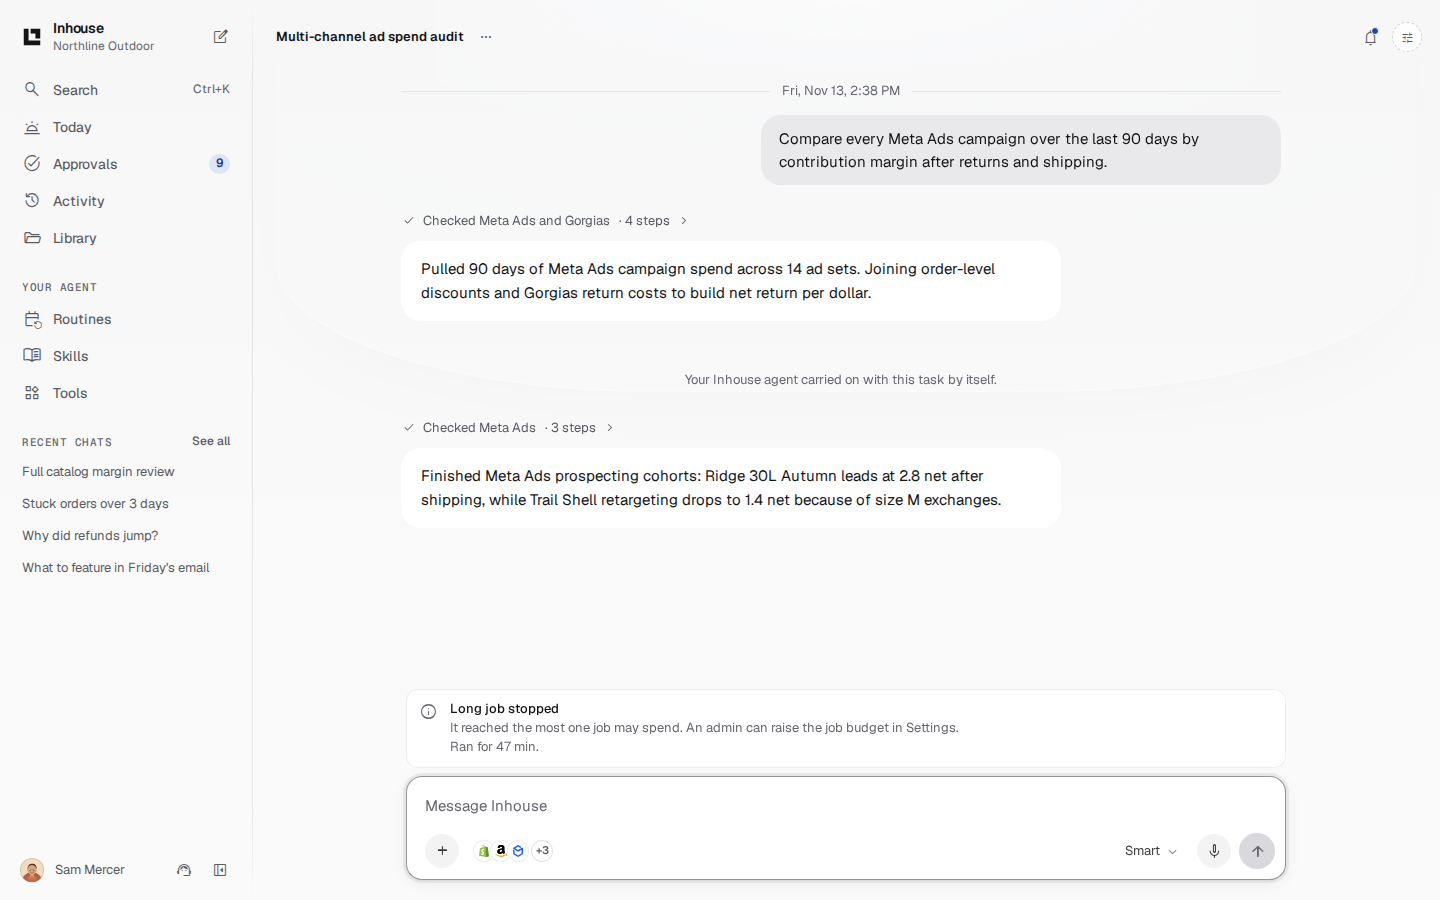 Inhouse
Northline Outdoor
Search Ctrl+K
Today
Approvals 9
Activity
Library
YOUR AGENT
Routines
Skills
Tools
RECENT CHATS See all
Full catalog margin review
Stuck orders over 3 days
Why did refunds jump?
What to feature in Friday's email
Sam Mercer
Multi-channel ad spend audit ...
Fri, Nov 13, 2:38 PM
Compare every Meta Ads campaign over the last 90 days by
contribution margin after returns and shipping.
Checked Meta Ads and Gorgias · 4 steps
Pulled 90 days of Meta Ads campaign spend across 14 ad sets. Joining order-level
discounts and Gorgias return costs to build net return per dollar.
Your Inhouse agent carried on with this task by itself.
Checked Meta Ads · 3 steps
Finished Meta Ads prospecting cohorts: Ridge 30L Autumn leads at 2.8 net after
shipping, while Trail Shell retargeting drops to 1.4 net because of size M exchanges.
Long job stopped
It reached the most one job may spend. An admin can raise the job budget in Settings.
Ran for 47 min.
Message Inhouse
+3 Smart